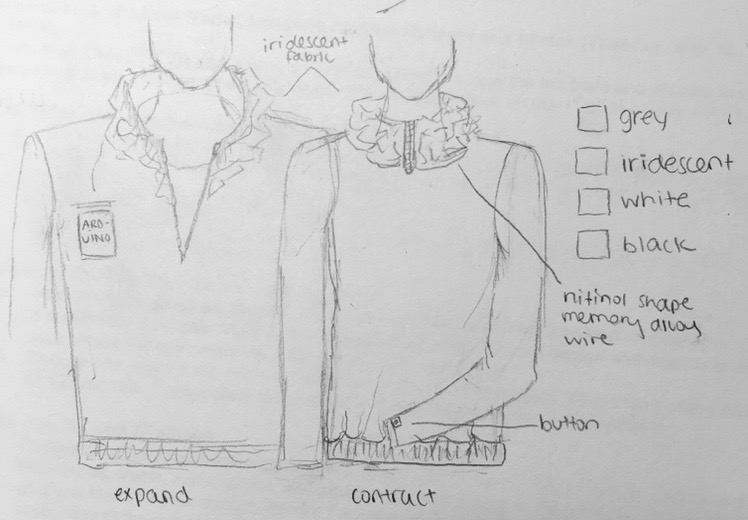 iridescent
fabric
ARD-
UINO
grey
iridescent
white
black
nitinol shape
memory alloy
wire
button
expand
contract